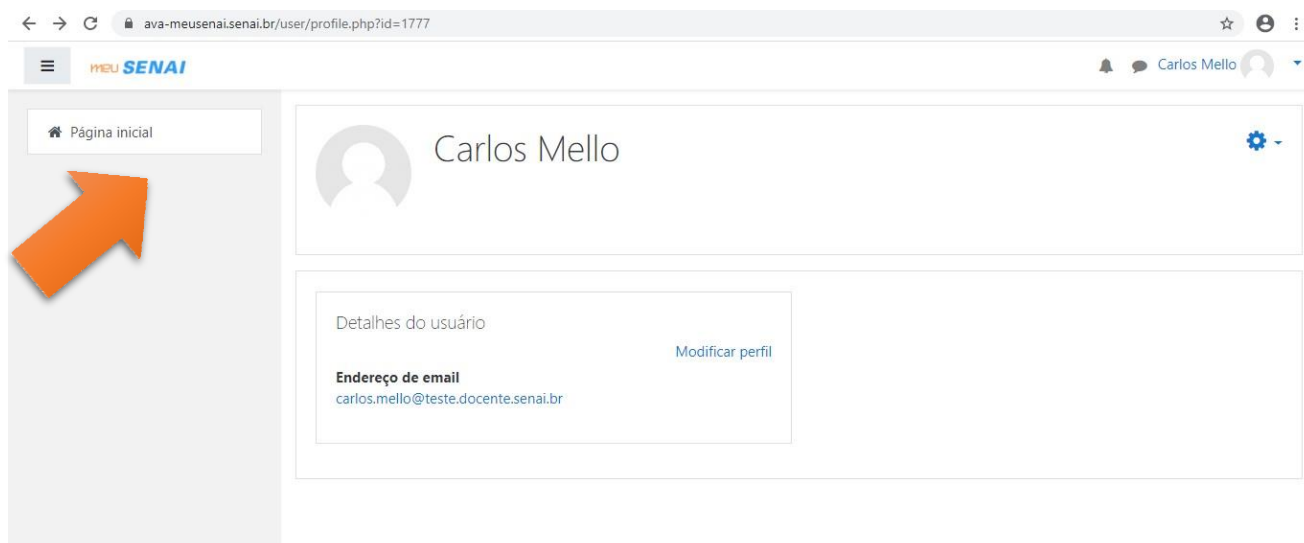 ava-meusenai.senai.br/user/profile.php?id=1777
meu SENAI
Carlos Mello
Página inicial
Carlos Mello
Detalhes do usuário
Modificar perfil
Endereço de email
carlos.mello@teste.docente.senai.br